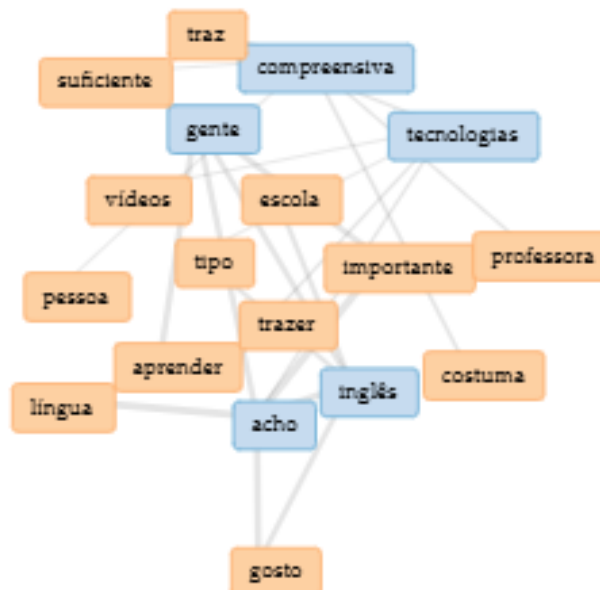 traz
compreensiva
suficiente
gente
tecnologias
vídeos
escola
tipo
importante
professora
pessoa
trazer
aprender
costuma
inglês
língua
acho
gosto